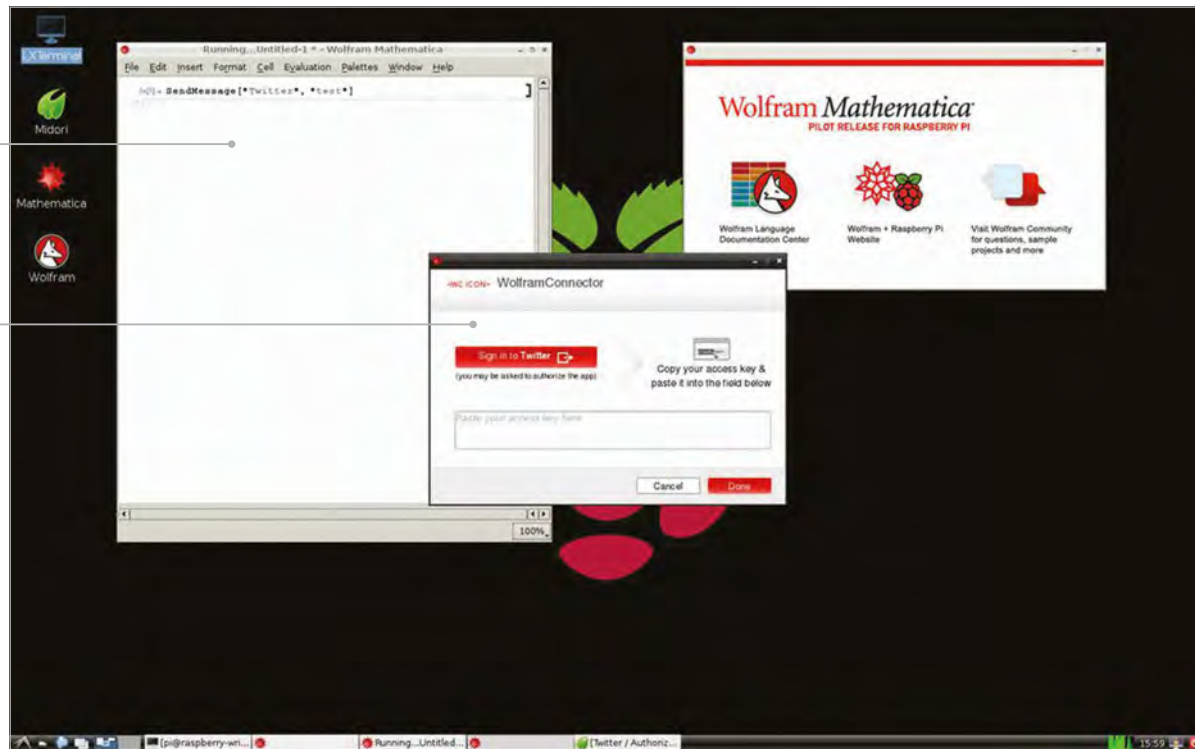 LXTerminal
Midori
Mathematica
Wolfram
Running...Untitled-1 * - Wolfram Mathematica
File Edit Insert Format Cell Evaluation Palettes Window Help
SendMessage["Twitter", "test"]
100%
Wolfram Mathematica
PILOT RELEASE FOR RASPBERRY PI
Wolfram Language
Documentation Center
Wolfram + Raspberry Pi
Website
Visit Wolfram Community
for questions, sample
projects and more
<WC ICON> WolframConnector
Sign in to Twitter
(you may be asked to authorize the app)
Copy your access key &
paste it into the field below
Paste your access key here
Cancel
Done
[pi@raspberry-wri...
Running...Untitled...
[Twitter / Authoriz...
15:59